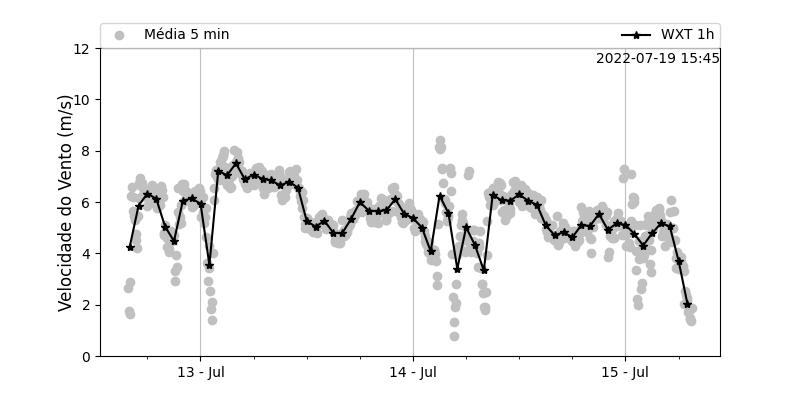 Média 5 min
WXT 1h
2022-07-19 15:45
Velocidade do Vento (m/s)
12
10
8
6
4
2
0
13 - Jul
14 - Jul
15 - Jul